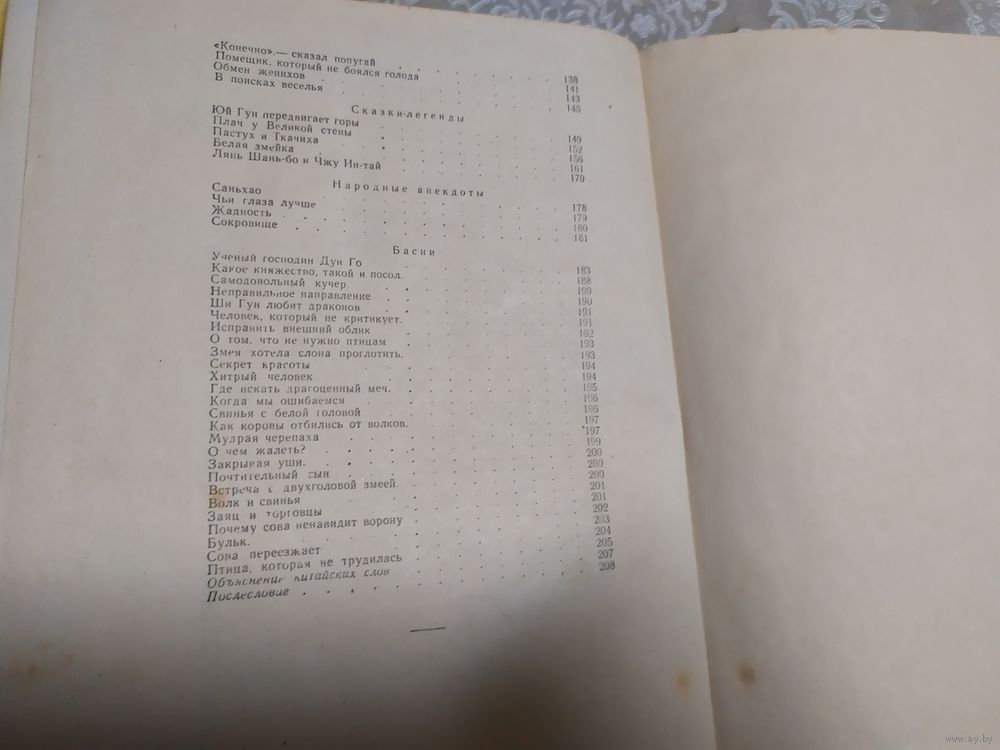 «Конечно»,— сказал попугай . . . . . . . . 138
Помещик, который не боялся голода . . . . . . 141
Обмен женихов . . . . . . . . . . 143
В поисках веселья . . . . . . . . . 145
Сказки-легенды
Юй Гун передвигает горы . . . . . . . . 149
Плач у Великой стены . . . . . . . . 152
Пастух и Ткачиха . . . . . . . . . 156
Белая змейка . . . . . . . . . . 161
Лянь Шань-бо и Чжу Ин-тай . . . . . . . 170
Народные анекдоты
Саньхао . . . . . . . . . . . 178
Чьи глаза лучше . . . . . . . . . 179
Жадность . . . . . . . . . . . 180
Сокровище . . . . . . . . . . . 181
Басни
Ученый господин Дун Го . . . . . . . . 183
Какое княжество, такой и посол . . . . . . . 188
Самодовольный кучер . . . . . . . . . 190
Неправильное направление . . . . . . . . 190
Ши Гун любит драконов . . . . . . . . 191
Человек, который не критикует . . . . . . . 191
Исправить внешний облик . . . . . . . . 192
О том, что не нужно птицам . . . . . . . 193
Змея хотела слона проглотить . . . . . . . 193
Секрет красоты . . . . . . . . . . 194
Хитрый человек . . . . . . . . . . 194
Где искать драгоценный меч . . . . . . . 195
Когда мы ошибаемся . . . . . . . . . 196
Свинья с белой головой . . . . . . . . 196
Как коровы отбились от волков . . . . . . . 197
Мудрая черепаха . . . . . . . . . . 197
О чем жалеть? . . . . . . . . . . 199
Закрывая уши . . . . . . . . . . . 200
Почтительный сын . . . . . . . . . 200
Встреча с двухголовой змеей . . . . . . . 200
Волк и свинья . . . . . . . . . . 201
Заяц и торговцы . . . . . . . . . . 201
Почему сова ненавидит ворону . . . . . . . 202
Бульк . . . . . . . . . . . . 203
Сова переезжает . . . . . . . . . . 204
Птица, которая не трудилась . . . . . . . 205
Объяснение китайских слов . . . . . . . 207
Послесловие . . . . . . . . . . . 208
www.ay.by